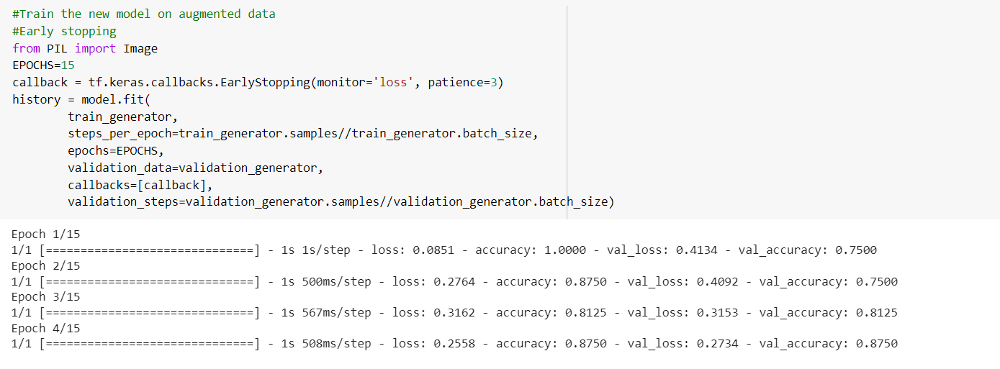 #Train the new model on augmented data
#Early stopping
from PIL import Image
EPOCHS=15
callback = tf.keras.callbacks.EarlyStopping(monitor='loss', patience=3)
history = model.fit(
        train_generator,
        steps_per_epoch=train_generator.samples//train_generator.batch_size,
        epochs=EPOCHS,
        validation_data=validation_generator,
        callbacks=[callback],
        validation_steps=validation_generator.samples//validation_generator.batch_size)
Epoch 1/15
1/1 [==============================] - 1s 1s/step - loss: 0.0851 - accuracy: 1.0000 - val_loss: 0.4134 - val_accuracy: 0.7500
Epoch 2/15
1/1 [==============================] - 1s 500ms/step - loss: 0.2764 - accuracy: 0.8750 - val_loss: 0.4092 - val_accuracy: 0.7500
Epoch 3/15
1/1 [==============================] - 1s 567ms/step - loss: 0.3162 - accuracy: 0.8125 - val_loss: 0.3153 - val_accuracy: 0.8125
Epoch 4/15
1/1 [==============================] - 1s 508ms/step - loss: 0.2558 - accuracy: 0.8750 - val_loss: 0.2734 - val_accuracy: 0.8750